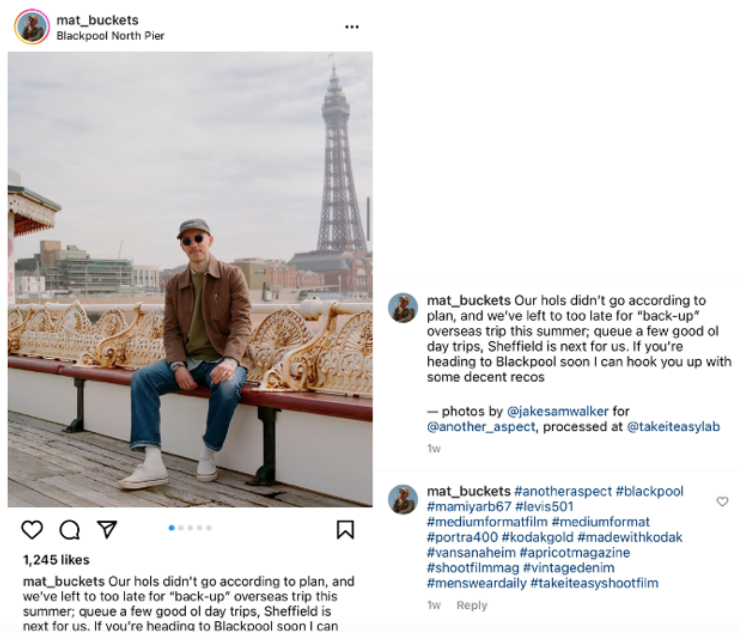 mat_buckets
Blackpool North Pier
1,245 likes
mat_buckets Our hols didn't go according to plan, and
we've left to too late for "back-up" overseas trip this
summer; queue a few good ol day trips, Sheffield is
next for us. If you're heading to Blackpool soon I can
mat_buckets Our hols didn't go according to
plan, and we've left to too late for "back-up"
overseas trip this summer; queue a few good ol
day trips, Sheffield is next for us. If you're
heading to Blackpool soon I can hook you up with
some decent recos
— photos by @jakesamwalker for
@another_aspect, processed at @takeiteasylab
1w
mat_buckets #anotheraspect #blackpool
#mamiyarb67 #levis501
#mediumformatfilm #mediumformat
#portra400 #kodakgold #madewithkodak
#vansanaheim #apricotmagazine
#shootfilmmag #vintagedenim
#mensweardaily #takeiteasyshootfilm
1w Reply